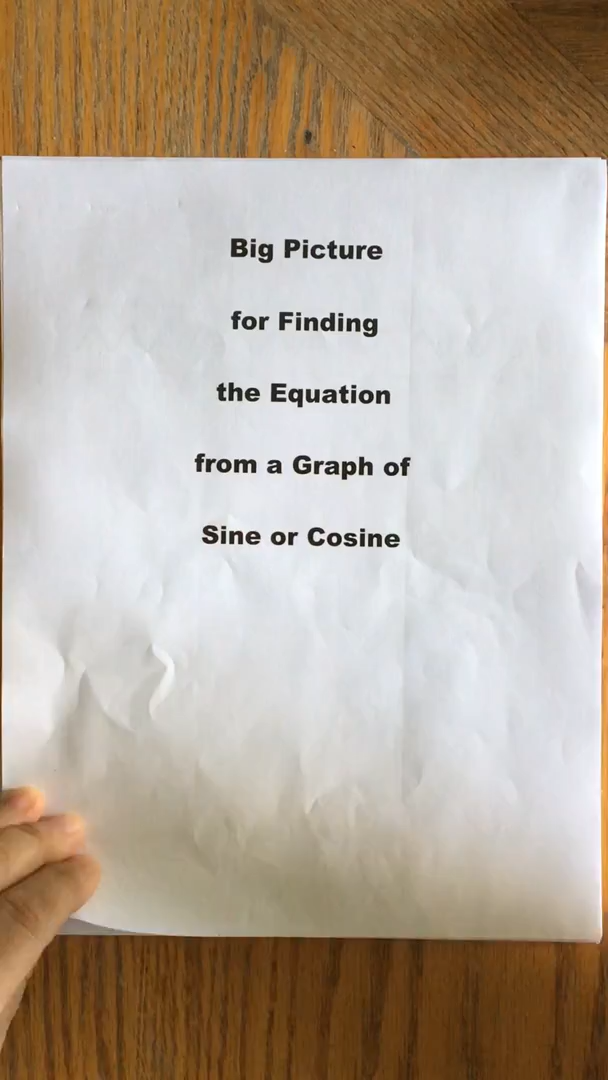 Big Picture
for Finding
the Equation
from a Graph of
Sine or Cosine